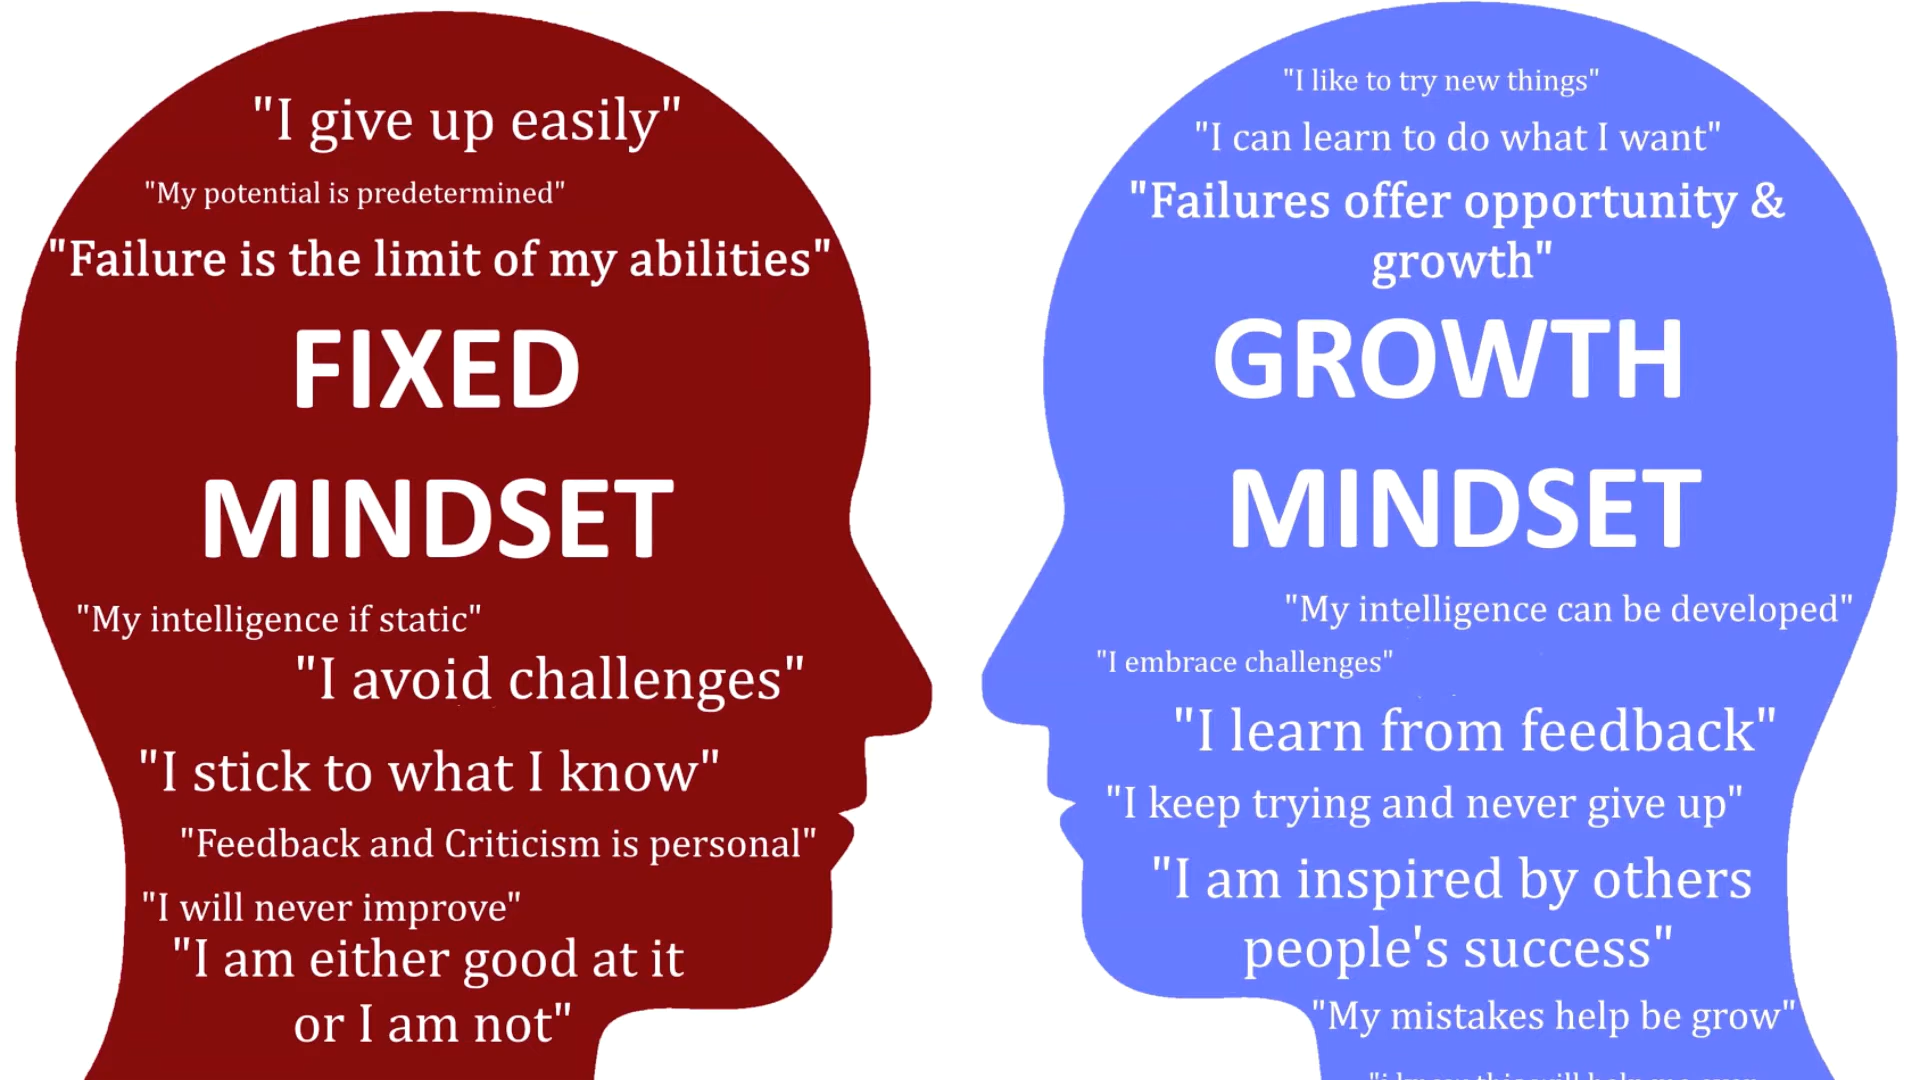 "I give up easily"
"My potential is predetermined"
"Failure is the limit of my abilities"
FIXED
MINDSET
"My intelligence if static"
"I avoid challenges"
"I stick to what I know"
"Feedback and Criticism is personal"
"I will never improve"
"I am either good at it
or I am not"
"I like to try new things"
"I can learn to do what I want"
"Failures offer opportunity &
growth"
GROWTH
MINDSET
"My intelligence can be developed"
"I embrace challenges"
"I learn from feedback"
"I keep trying and never give up"
"I am inspired by others
people's success"
"My mistakes help be grow"